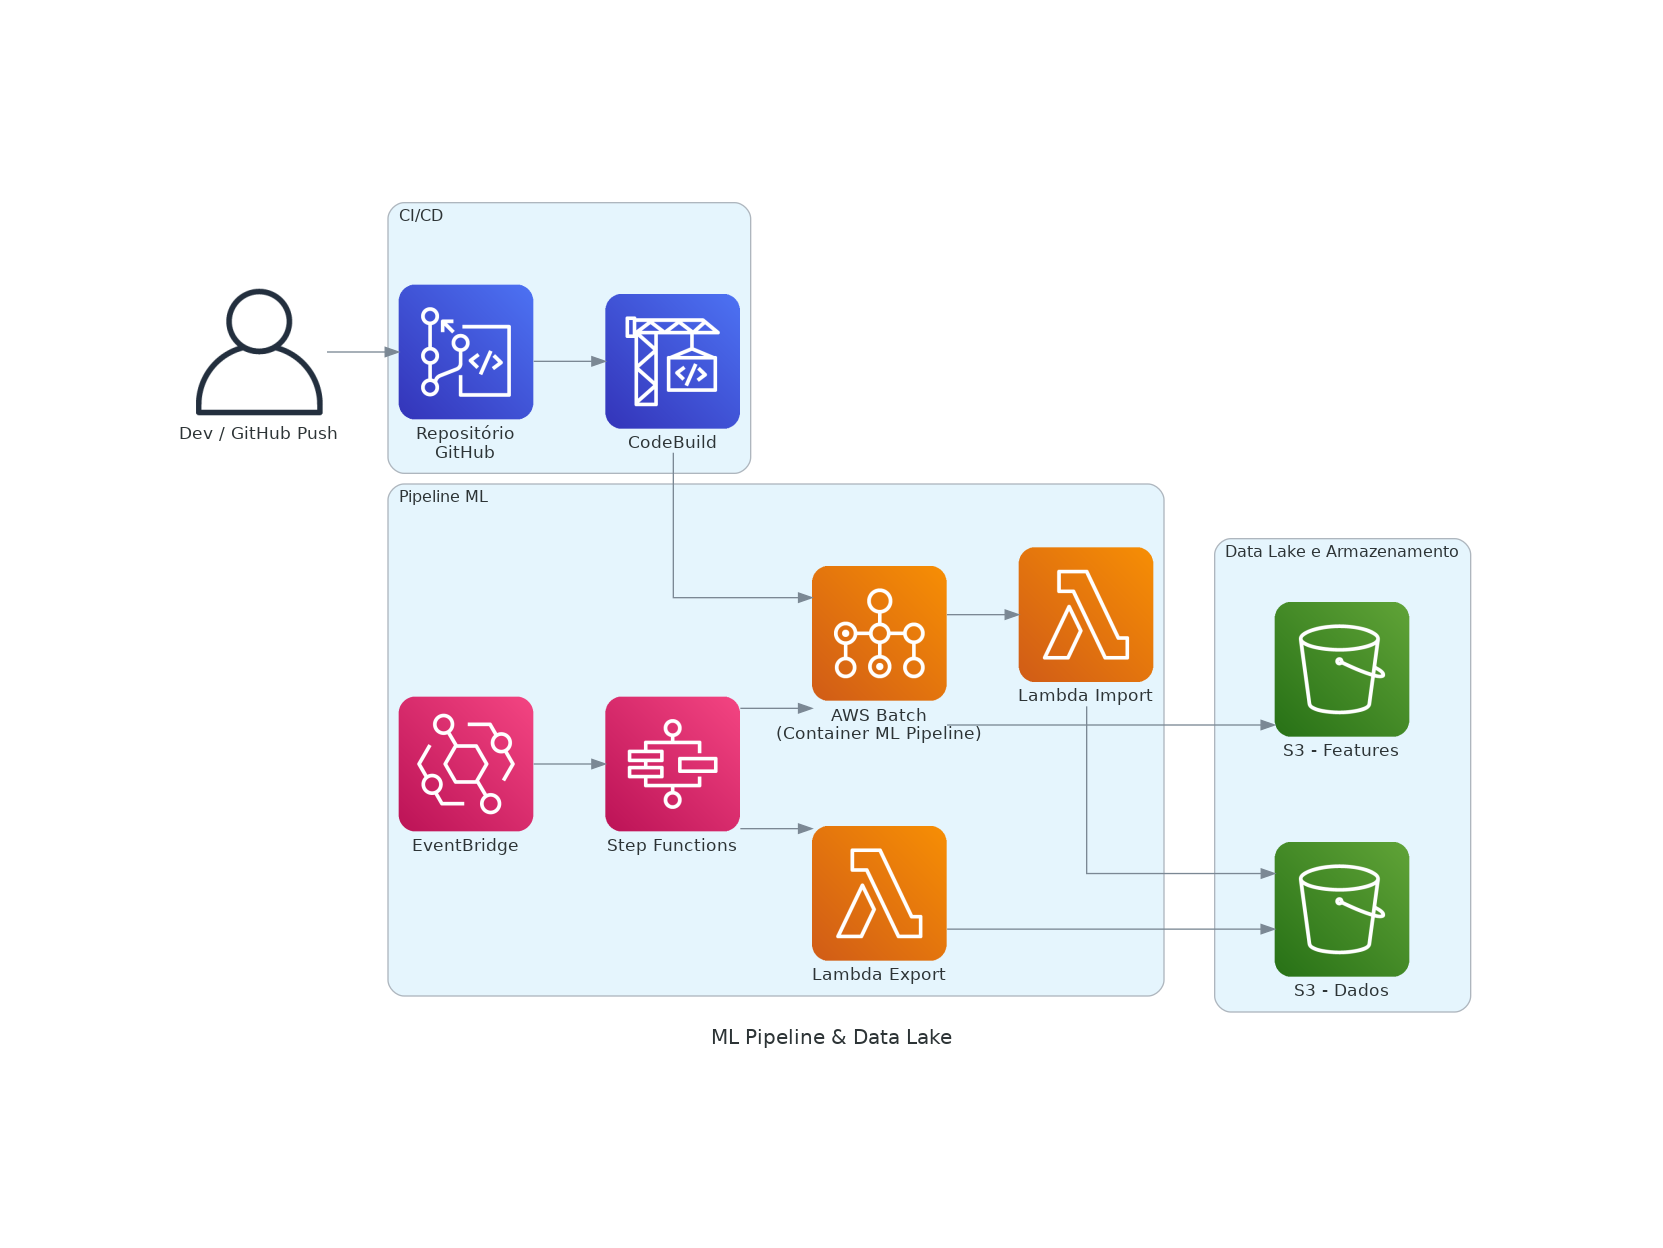 CI/CD
Dev / GitHub Push
Repositório
GitHub
CodeBuild
Pipeline ML
EventBridge
Step Functions
AWS Batch
(Container ML Pipeline)
Lambda Import
Lambda Export
Data Lake e Armazenamento
S3 - Features
S3 - Dados
ML Pipeline & Data Lake